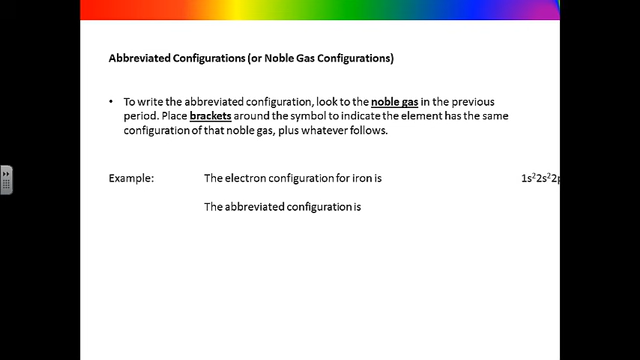 Abbreviated Configurations (or Noble Gas Configurations)
• To write the abbreviated configuration, look to the noble gas in the previous
period. Place brackets around the symbol to indicate the element has the same
configuration of that noble gas, plus whatever follows.
Example: The electron configuration for iron is 1s²2s²2p
The abbreviated configuration is